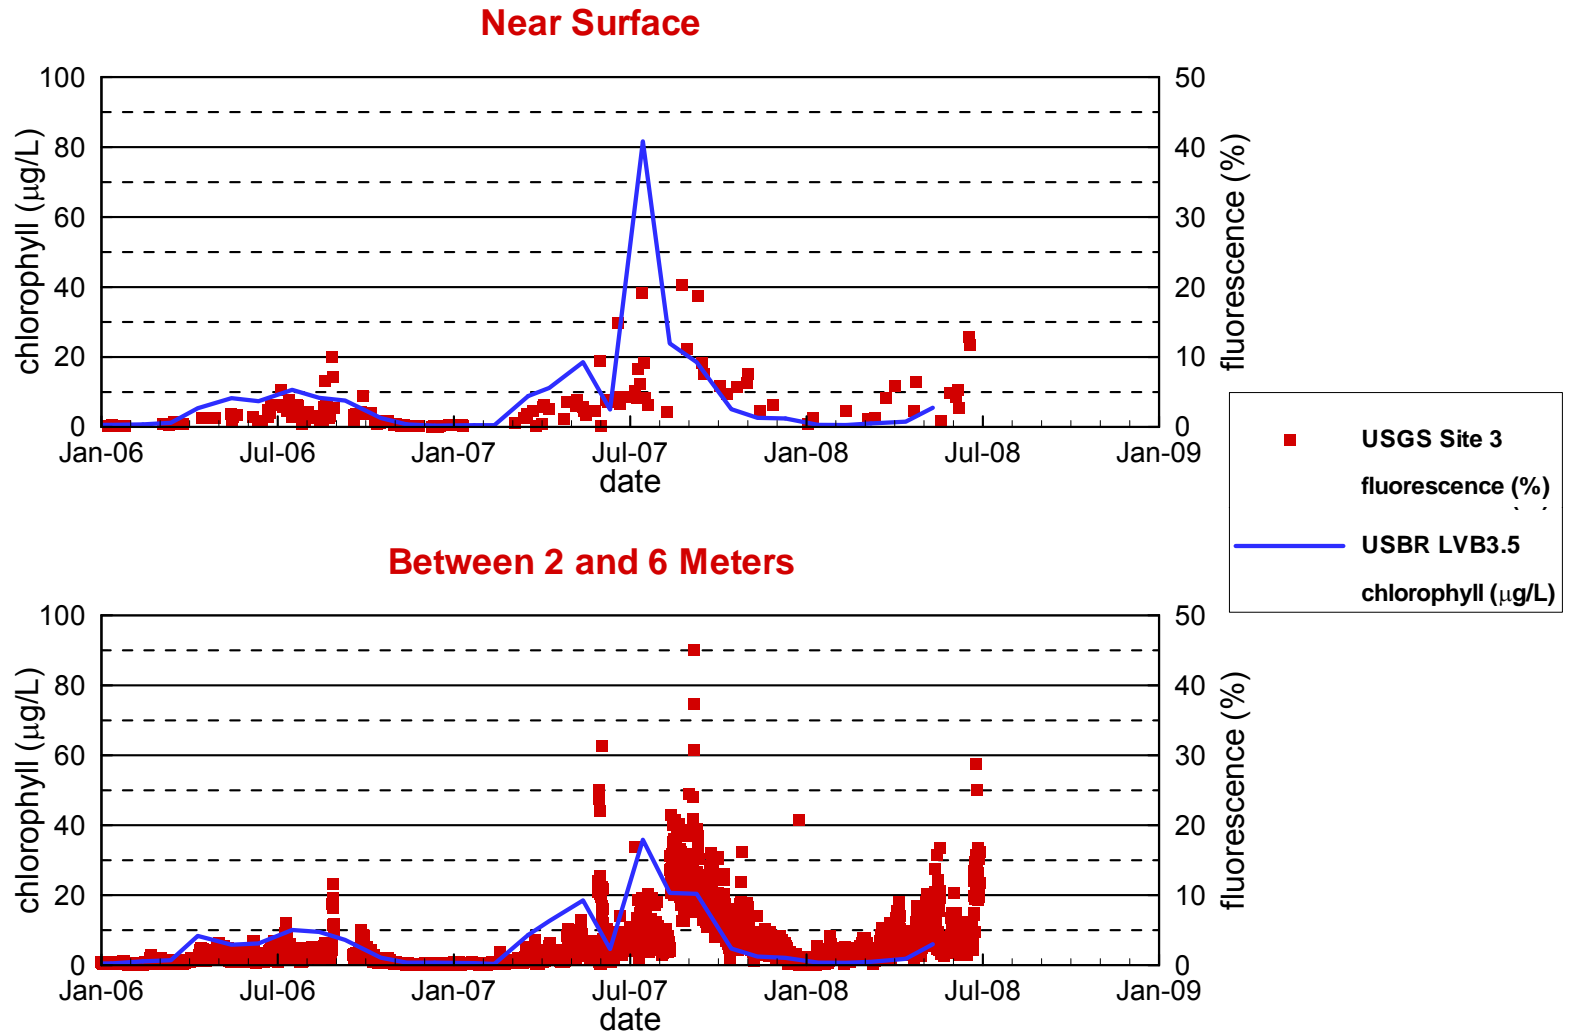 Near Surface
100
80
60
40
20
0
chlorophyll (μg/L)
50
40
30
20
10
0
fluorescence (%)
Jan-06 Jul-06 Jan-07 Jul-07 Jan-08 Jul-08 Jan-09
date
USGS Site 3
fluorescence (%)
USBR LVB3.5
chlorophyll (μg/L)
Between 2 and 6 Meters
100
80
60
40
20
0
chlorophyll (μg/L)
50
40
30
20
10
0
fluorescence (%)
Jan-06 Jul-06 Jan-07 Jul-07 Jan-08 Jul-08 Jan-09
date